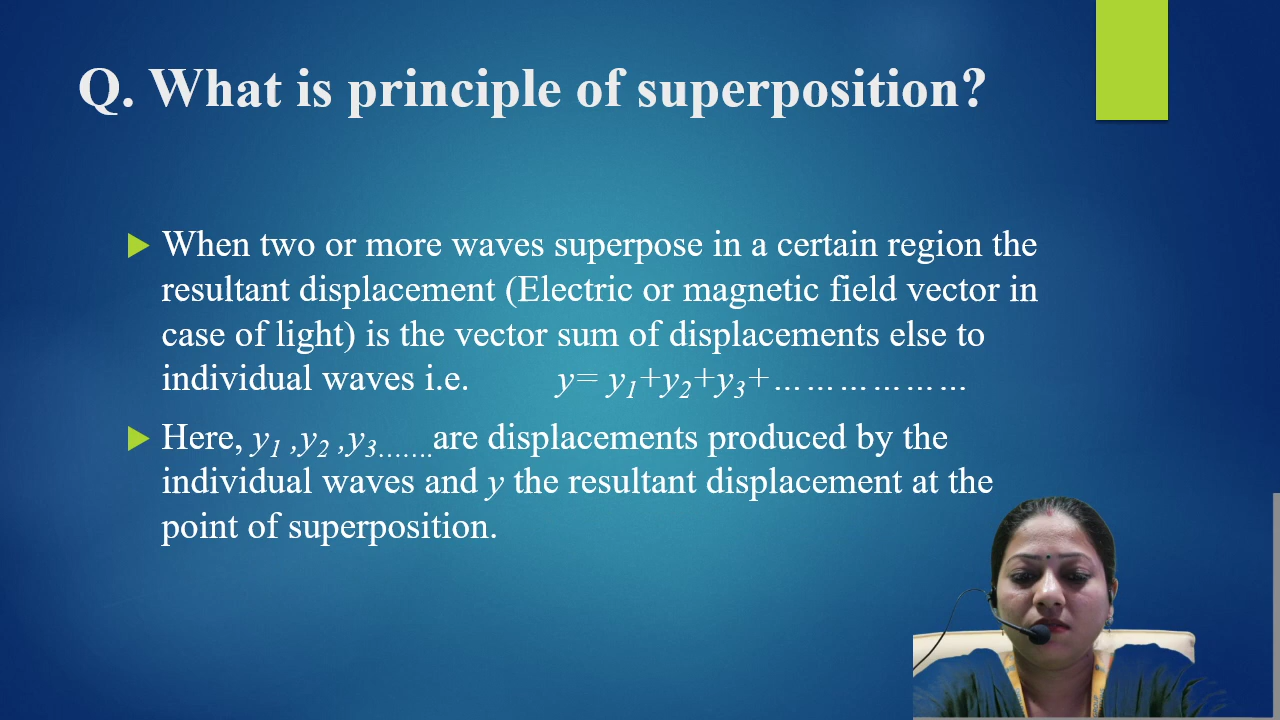 Q. What is principle of superposition?
When two or more waves superpose in a certain region the
resultant displacement (Electric or magnetic field vector in
case of light) is the vector sum of displacements else to
individual waves i.e. y= y₁+y₂+y₃+………………
Here, y₁ ,y₂ ,y₃.......are displacements produced by the
individual waves and y the resultant displacement at the
point of superposition.